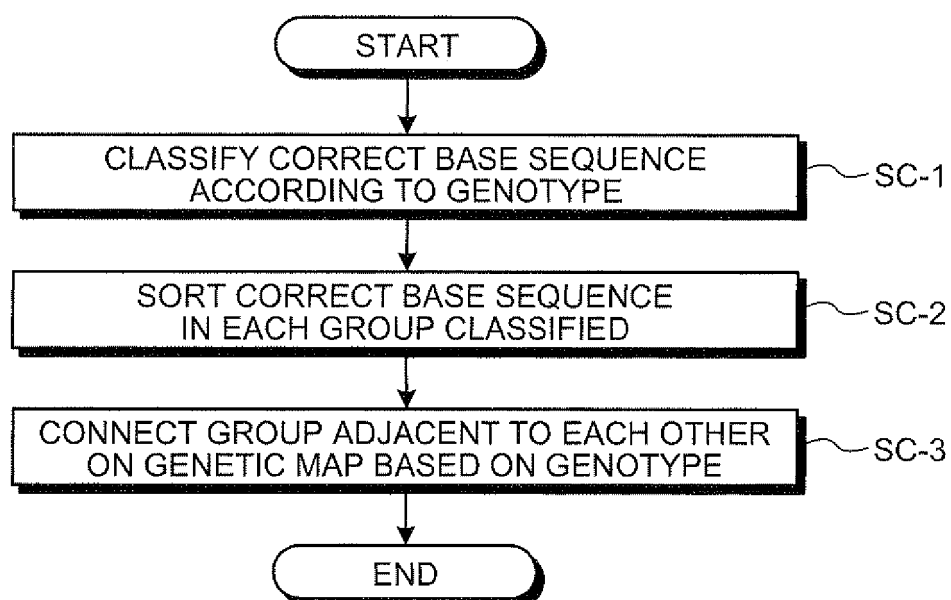 START
CLASSIFY CORRECT BASE SEQUENCE
ACCORDING TO GENOTYPE
SC-1
SORT CORRECT BASE SEQUENCE
IN EACH GROUP CLASSIFIED
SC-2
CONNECT GROUP ADJACENT TO EACH OTHER
ON GENETIC MAP BASED ON GENOTYPE
SC-3
END